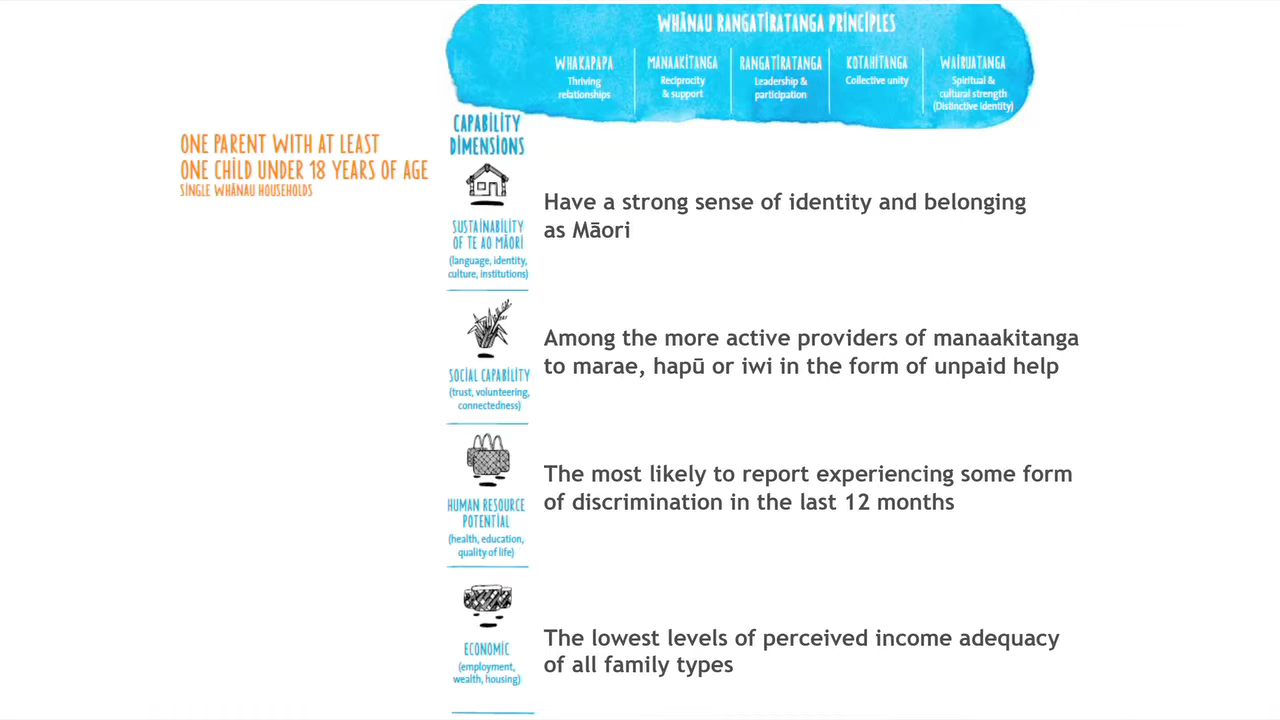 WHĀNAU RANGATIRATANGA PRINCIPLES
WHAKAPAPA
Thriving
relationships
MANAAKITANGA
Reciprocity
& support
RANGATIRATANGA
Leadership &
participation
KOTAHITANGA
Collective unity
WAIRUATANGA
Spiritual &
cultural strength
(Distinctive identity)
ONE PARENT WITH AT LEAST
ONE CHILD UNDER 18 YEARS OF AGE
SINGLE WHĀNAU HOUSEHOLDS
CAPABILITY
DIMENSIONS
SUSTAINABILITY
OF TE AO MĀORI
(language, identity,
culture, institutions)
Have a strong sense of identity and belonging
as Māori
SOCIAL CAPABILITY
(trust, volunteering,
connectedness)
Among the more active providers of manaakitanga
to marae, hapū or iwi in the form of unpaid help
HUMAN RESOURCE
POTENTIAL
(health, education,
quality of life)
The most likely to report experiencing some form
of discrimination in the last 12 months
ECONOMIC
(employment,
wealth, housing)
The lowest levels of perceived income adequacy
of all family types